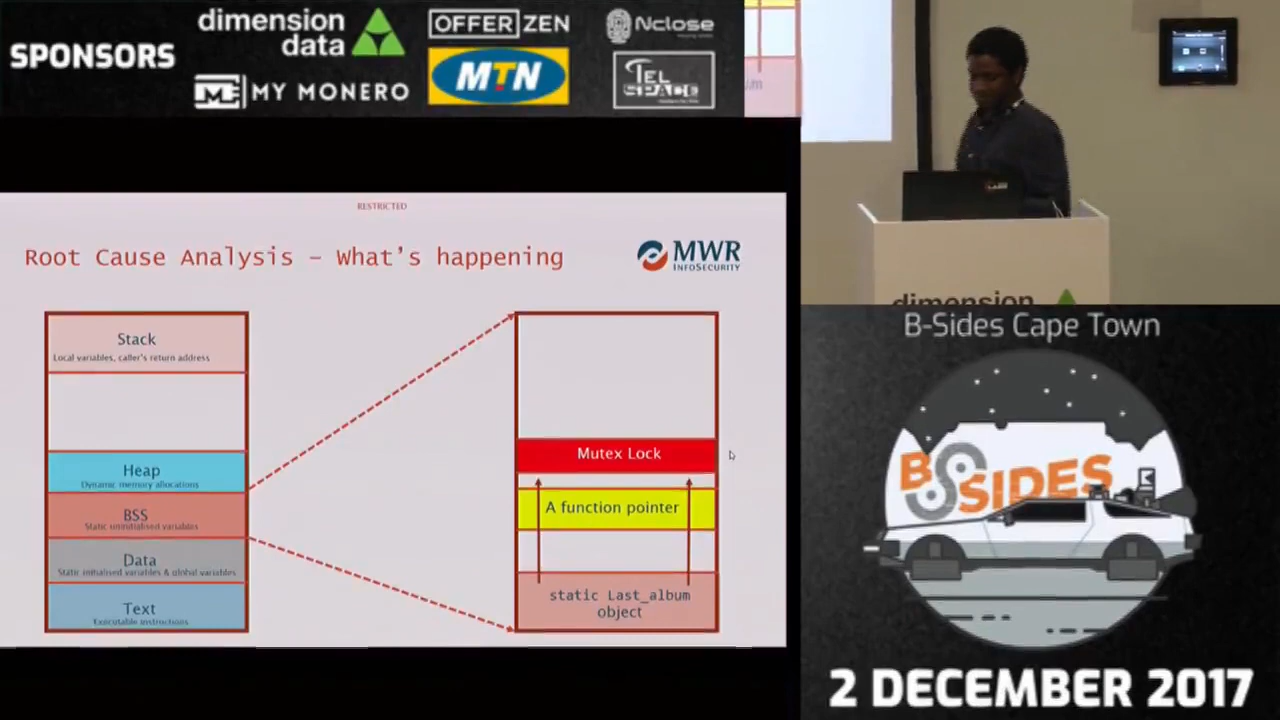 SPONSORS
dimension
data
OFFERZEN
Nclose
MTN
ME MY MONERO
TEL
SPACE
RESTRICTED
Root Cause Analysis – What's happening
MWR
INFOSECURITY
Stack
Local variables, caller's return address
Heap
Dynamic memory allocations
BSS
Static uninitialised variables
Data
Static initialised variables & global variables
Text
Executable instructions
Mutex Lock
A function pointer
static Last_album
object
dimension
B-Sides Cape Town
BSIDES
2 DECEMBER 2017